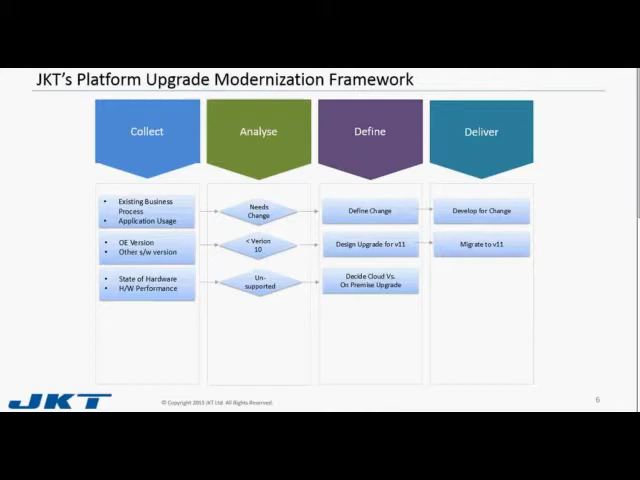 JKT's Platform Upgrade Modernization Framework
Collect
Analyse
Define
Deliver
• Existing Business
Process
• Application Usage
Needs
Change
Define Change
Develop for Change
• OE Version
• Other s/w version
< Verion
10
Design Upgrade for v11
Migrate to v11
• State of Hardware
• H/W Performance
Un-
supported
Decide Cloud Vs.
On Premise Upgrade
JKT
© Copyright 2013 JKT Ltd. All Rights Reserved.
6